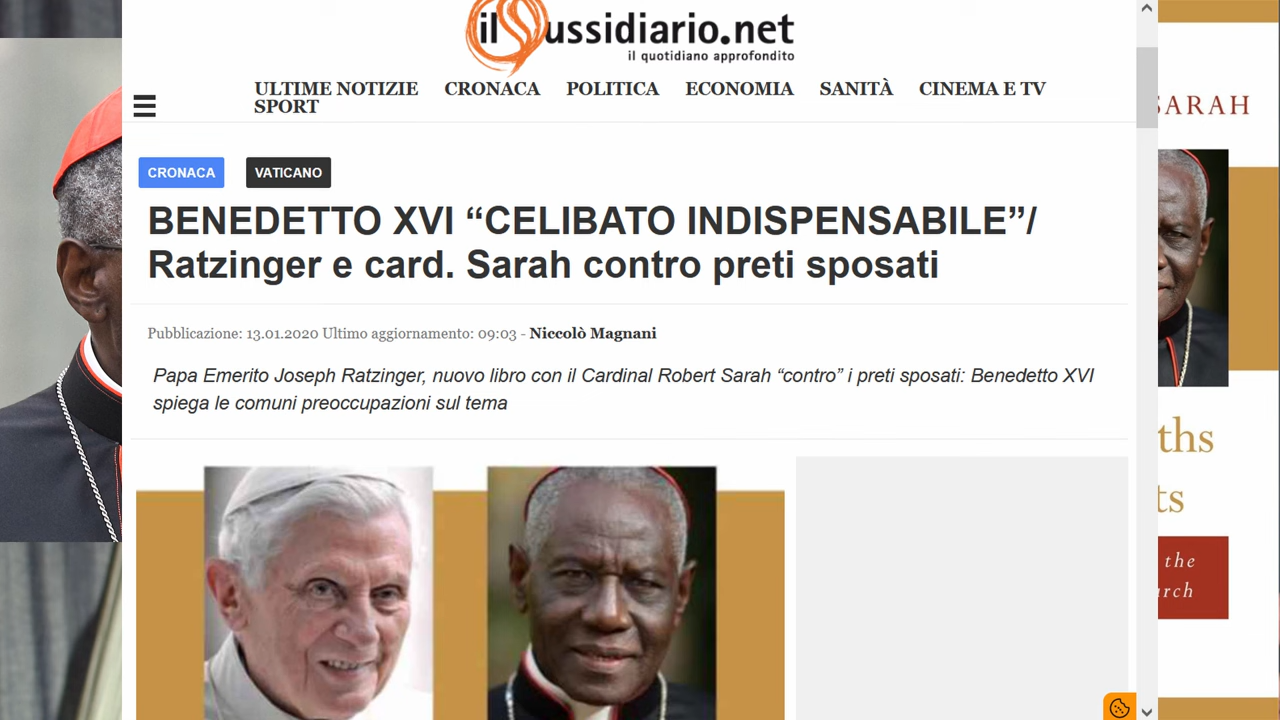 ilSussidiario.net
il quotidiano approfondito
ULTIME NOTIZIE CRONACA POLITICA ECONOMIA SANITÀ CINEMA E TV
SPORT
CRONACA VATICANO
BENEDETTO XVI “CELIBATO INDISPENSABILE”/
Ratzinger e card. Sarah contro preti sposati
Pubblicazione: 13.01.2020 Ultimo aggiornamento: 09:03 - Niccolò Magnani
Papa Emerito Joseph Ratzinger, nuovo libro con il Cardinal Robert Sarah “contro” i preti sposati: Benedetto XVI
spiega le comuni preoccupazioni sul tema
SARAH
ths
ts
the
rch